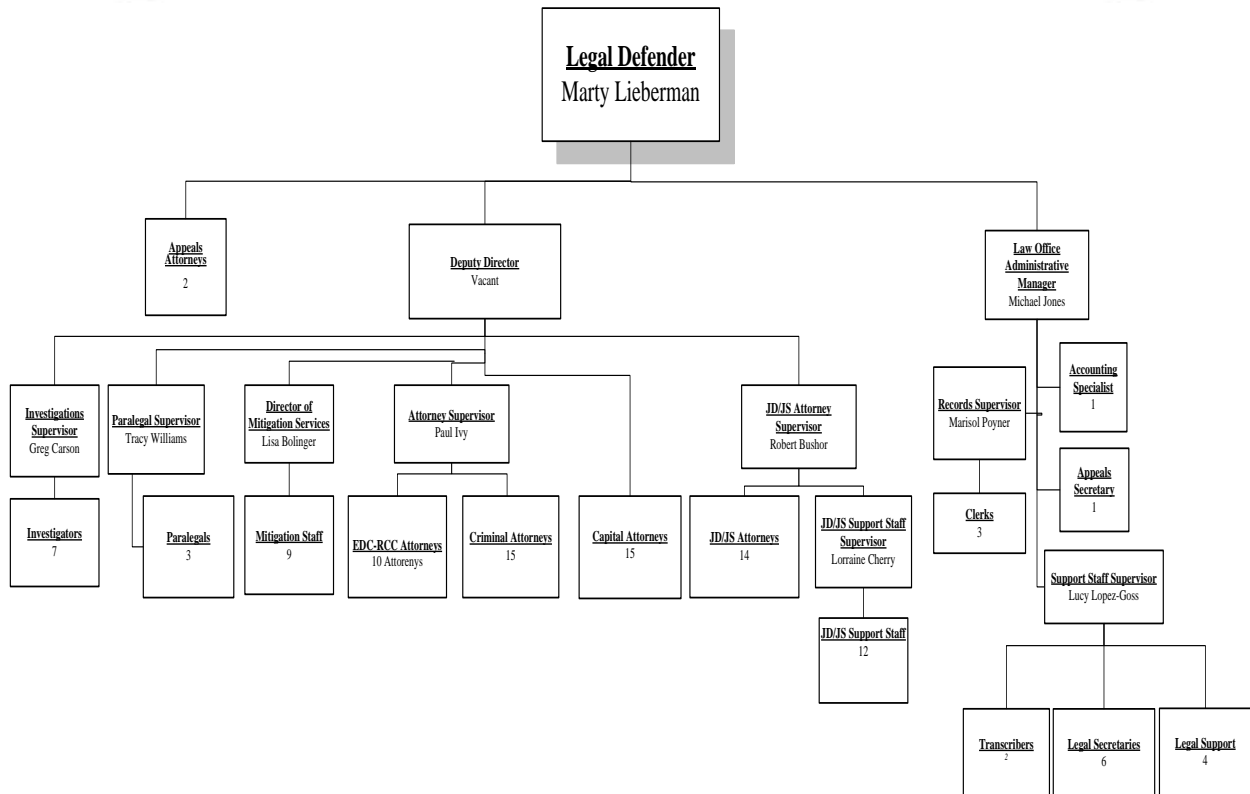 Legal Defender
Marty Lieberman
Appeals
Attorneys
2
Deputy Director
Vacant
Law Office
Administrative
Manager
Michael Jones
Investigations
Supervisor
Greg Carson
Paralegal Supervisor
Tracy Williams
Director of
Mitigation Services
Lisa Bolinger
Attorney Supervisor
Paul Ivy
JD/JS Attorney
Supervisor
Robert Bushor
Records Supervisor
Marisol Poyner
Accounting
Specialist
1
Appeals
Secretary
1
Investigators
7
Paralegals
3
Mitigation Staff
9
EDC-RCC Attorneys
10 Attorenys
Criminal Attorneys
15
Capital Attorneys
15
JD/JS Attorneys
14
JD/JS Support Staff
Supervisor
Lorraine Cherry
Clerks
3
Support Staff Supervisor
Lucy Lopez-Goss
JD/JS Support Staff
12
Transcribers
2
Legal Secretaries
6
Legal Support
4